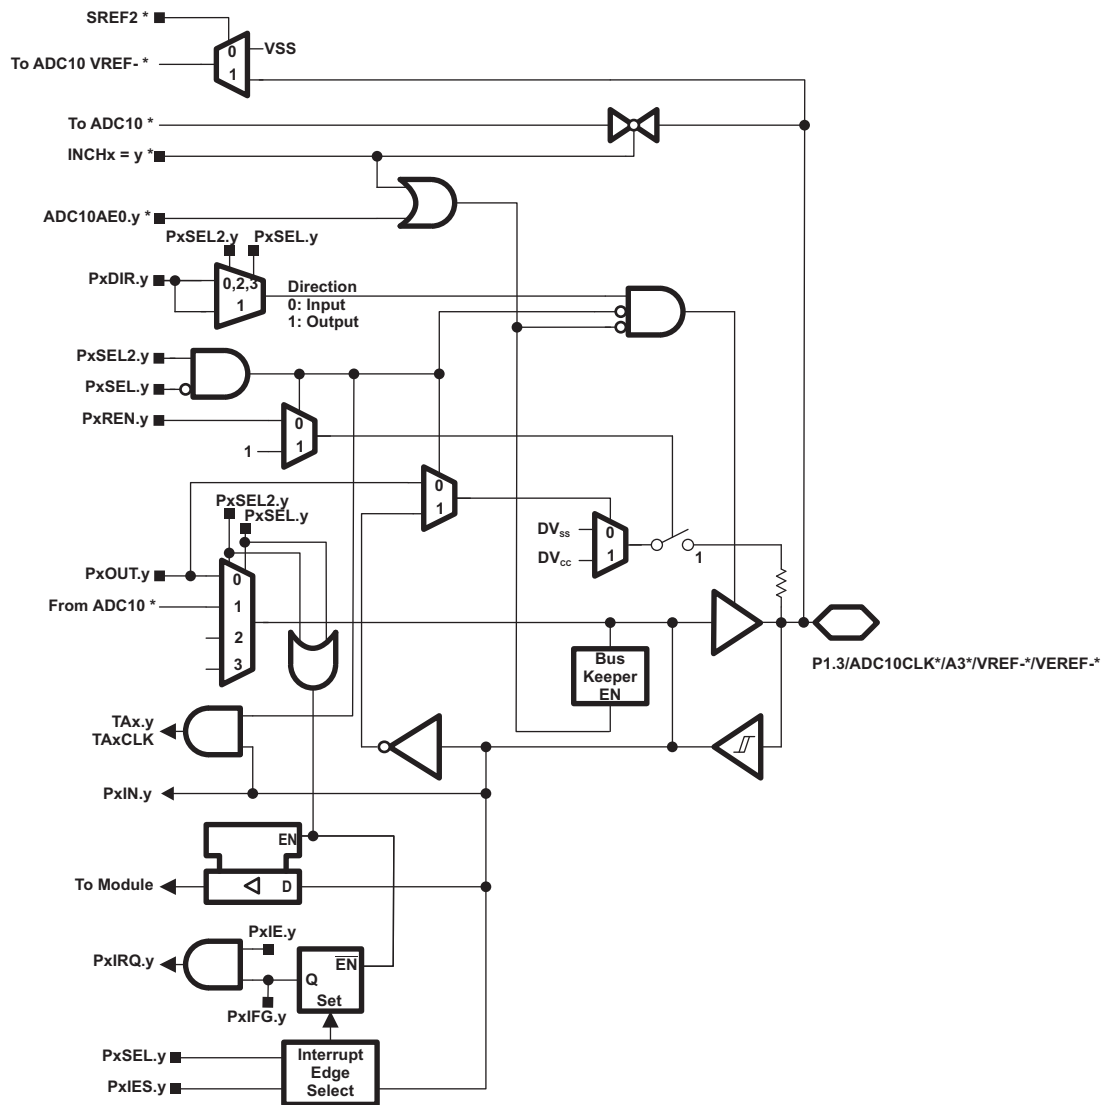 SREF2 *
0
VSS
To ADC10 VREF- *
1
To ADC10 *
INCHx = y *
ADC10AE0.y *
PxSEL2.y PxSEL.y
PxDIR.y
0,2,3
1
Direction
0: Input
1: Output
PxSEL2.y
PxSEL.y
PxREN.y
0
1
1
0
1
PxSEL2.y
PxSEL.y
DVSS
0
DVCC
1
1
PxOUT.y
0
From ADC10 *
1
2
3
Bus
Keeper
EN
P1.3/ADC10CLK*/A3*/VREF-*/VEREF-*
TAx.y
TAxCLK
PxIN.y
EN
To Module
D
PxIE.y
PxIRQ.y
EN
Q
Set
PxIFG.y
PxSEL.y
PxIES.y
Interrupt
Edge
Select